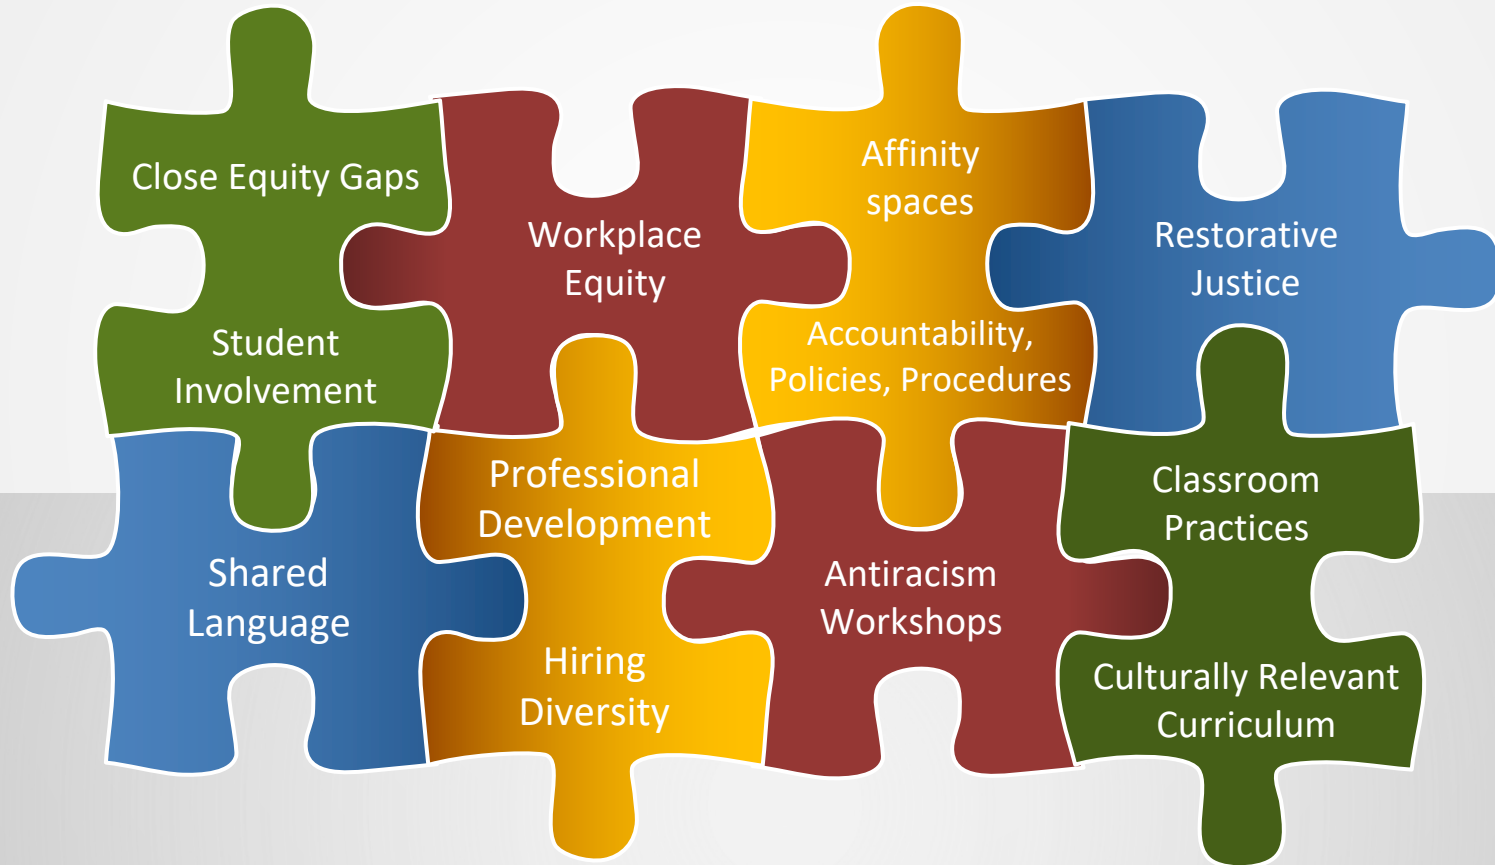 Close Equity Gaps
Student
Involvement
Workplace
Equity
Affinity
spaces
Accountability,
Policies, Procedures
Restorative
Justice
Shared
Language
Professional
Development
Hiring
Diversity
Antiracism
Workshops
Classroom
Practices
Culturally Relevant
Curriculum